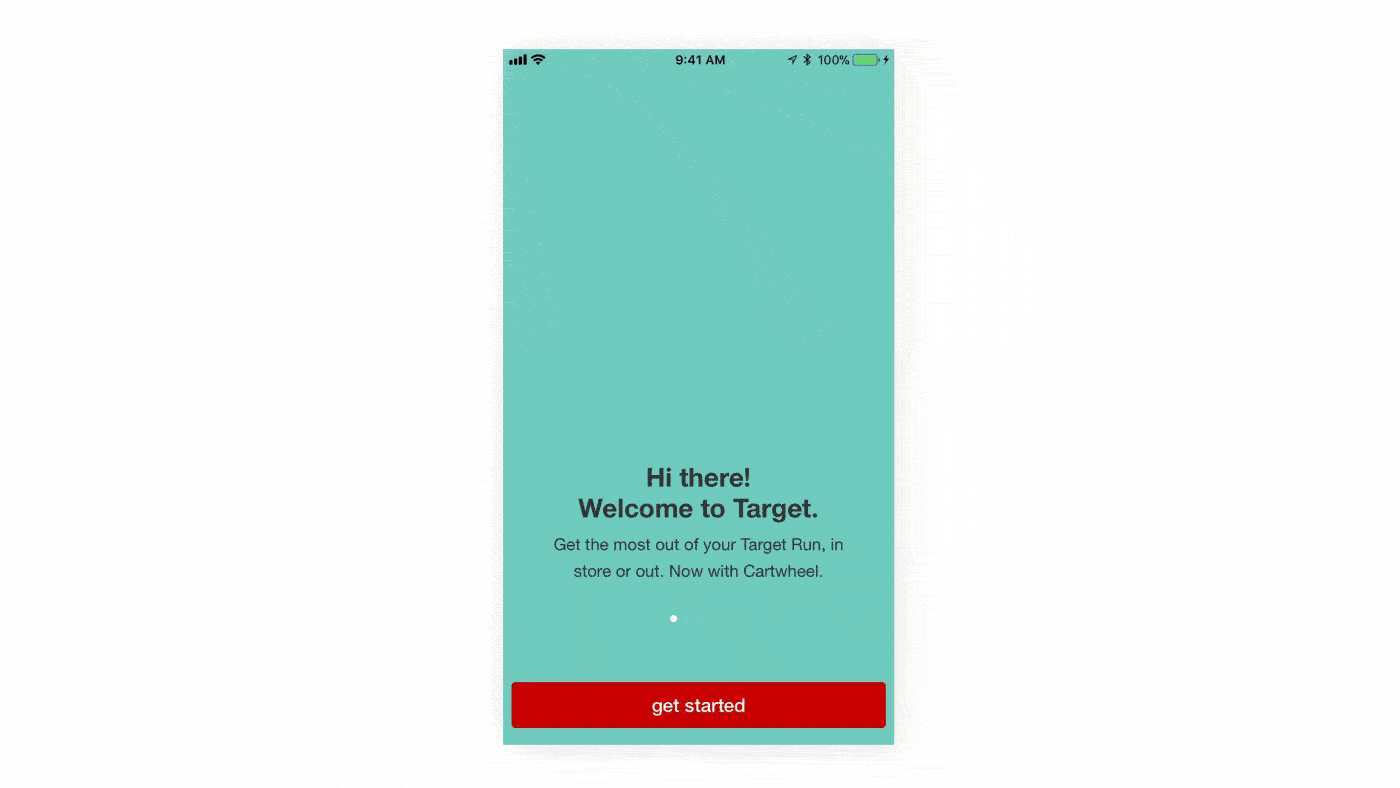 9:41 AM 100%
Hi there!
Welcome to Target.
Get the most out of your Target Run, in
store or out. Now with Cartwheel.
get started